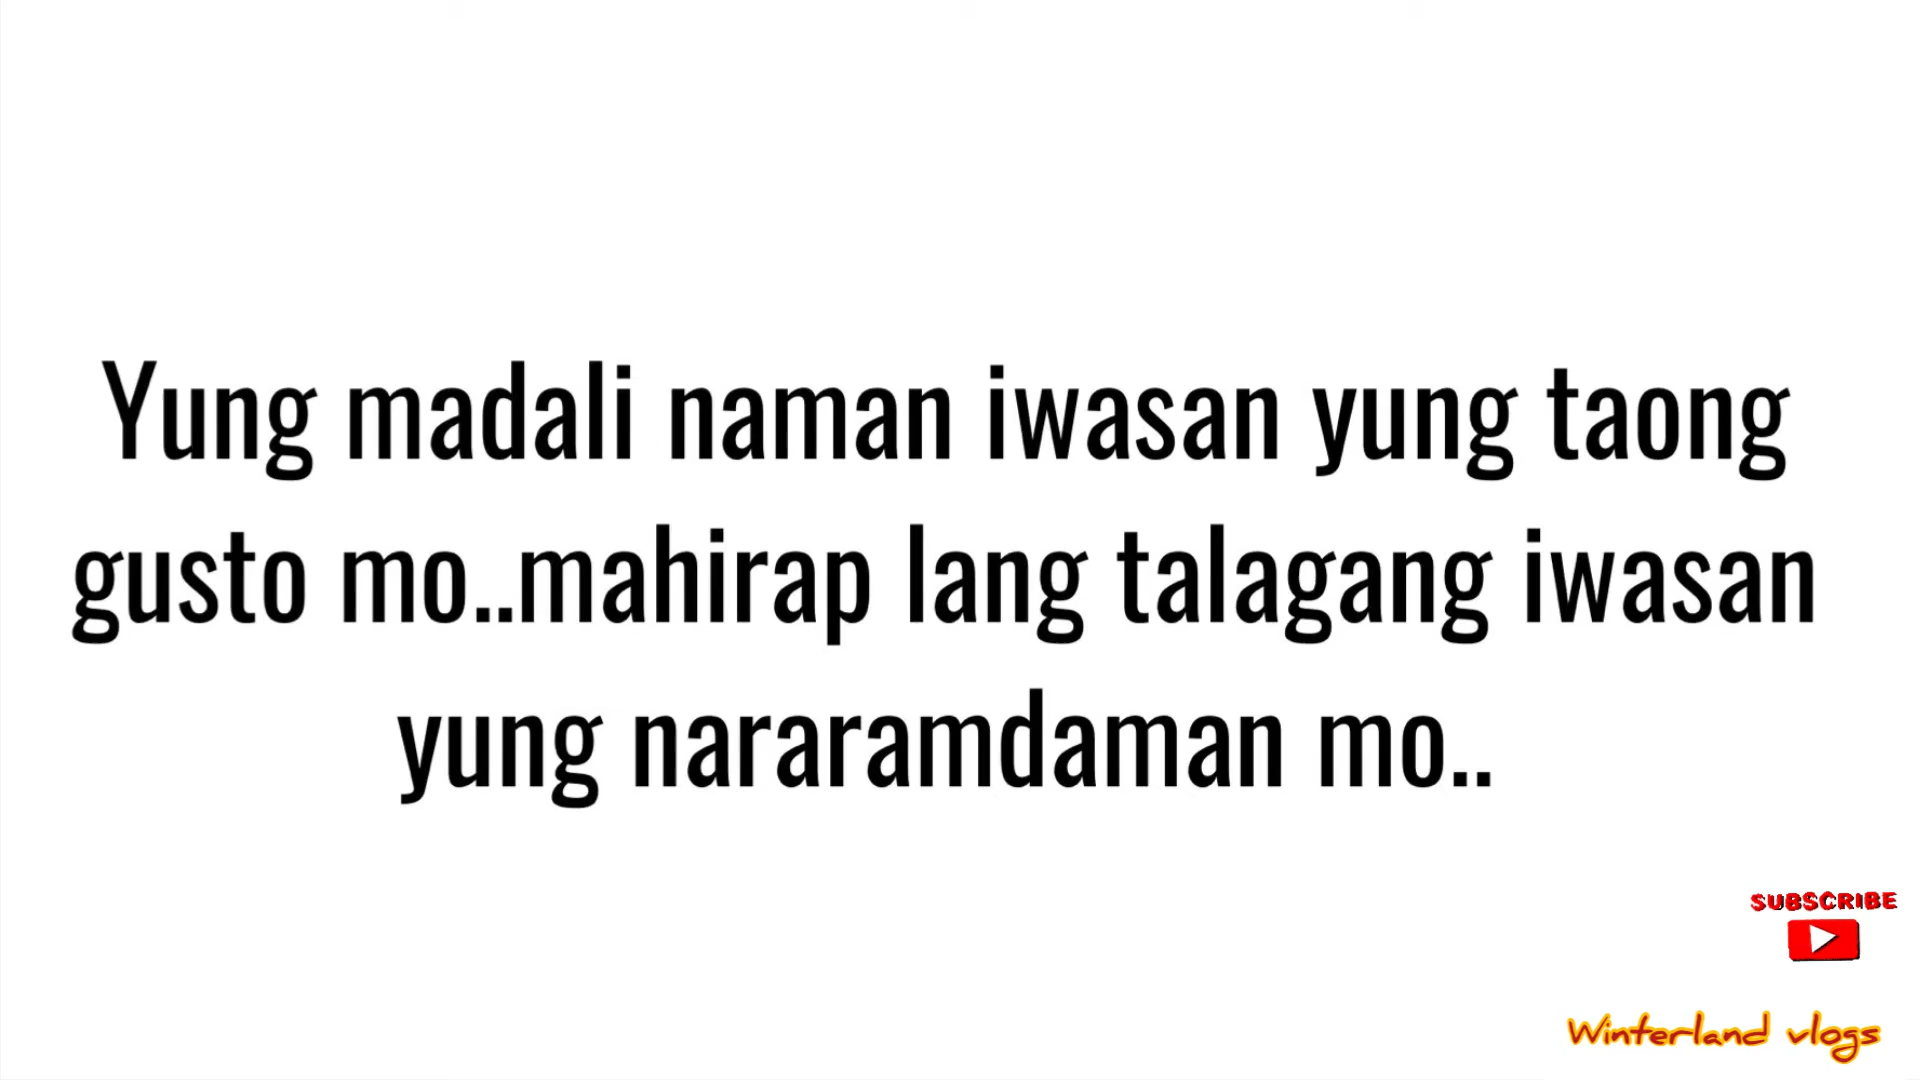 Yung madali naman iwasan yung taong
gusto mo..mahirap lang talagang iwasan
yung nararamdaman mo..
SUBSCRIBE
Winterland vlogs